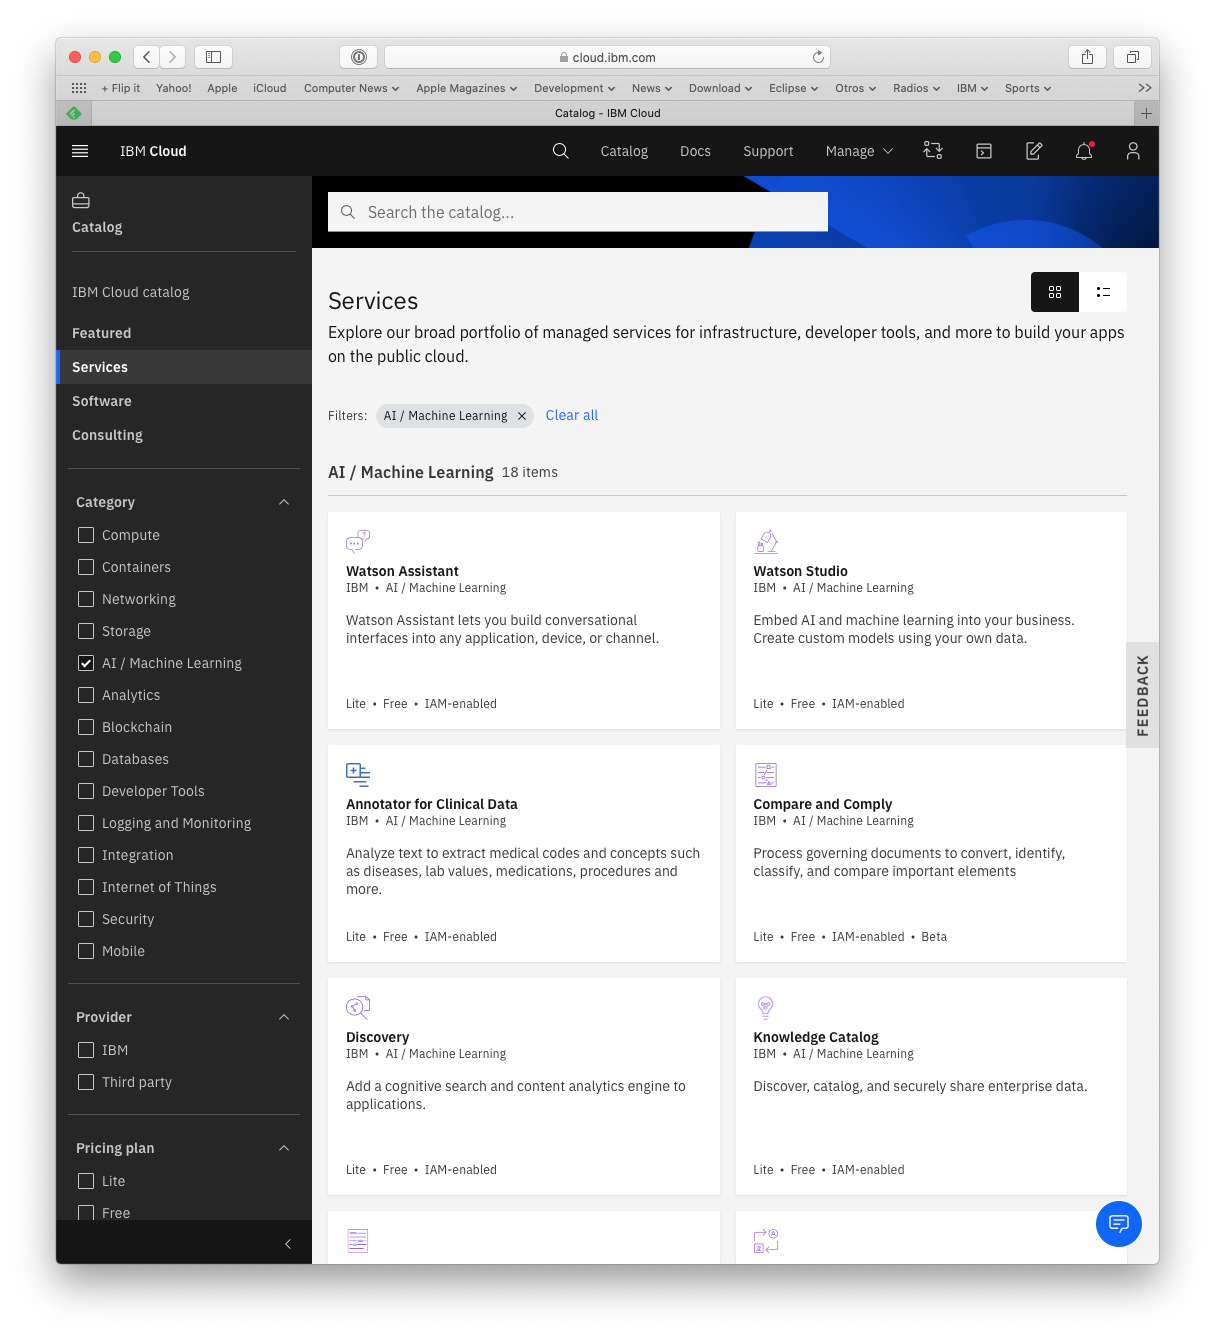 cloud.ibm.com
+ Flip it Yahoo! Apple iCloud Computer News Apple Magazines Development News Download Eclipse Otros Radios IBM Sports
Catalog – IBM Cloud
IBM Cloud Catalog Docs Support Manage
Catalog
IBM Cloud catalog
Featured
Services
Software
Consulting
Category
Compute
Containers
Networking
Storage
AI / Machine Learning
Analytics
Blockchain
Databases
Developer Tools
Logging and Monitoring
Integration
Internet of Things
Security
Mobile
Provider
IBM
Third party
Pricing plan
Lite
Free
Search the catalog...
Services
Explore our broad portfolio of managed services for infrastructure, developer tools, and more to build your apps
on the public cloud.
Filters: AI / Machine Learning × Clear all
AI / Machine Learning 18 items
Watson Assistant
IBM • AI / Machine Learning
Watson Assistant lets you build conversational
interfaces into any application, device, or channel.
Lite • Free • IAM-enabled
Watson Studio
IBM • AI / Machine Learning
Embed AI and machine learning into your business.
Create custom models using your own data.
Lite • Free • IAM-enabled
Annotator for Clinical Data
IBM • AI / Machine Learning
Analyze text to extract medical codes and concepts such
as diseases, lab values, medications, procedures and
more.
Lite • Free • IAM-enabled
Compare and Comply
IBM • AI / Machine Learning
Process governing documents to convert, identify,
classify, and compare important elements
Lite • Free • IAM-enabled • Beta
Discovery
IBM • AI / Machine Learning
Add a cognitive search and content analytics engine to
applications.
Lite • Free • IAM-enabled
Knowledge Catalog
IBM • AI / Machine Learning
Discover, catalog, and securely share enterprise data.
Lite • Free • IAM-enabled
FEEDBACK